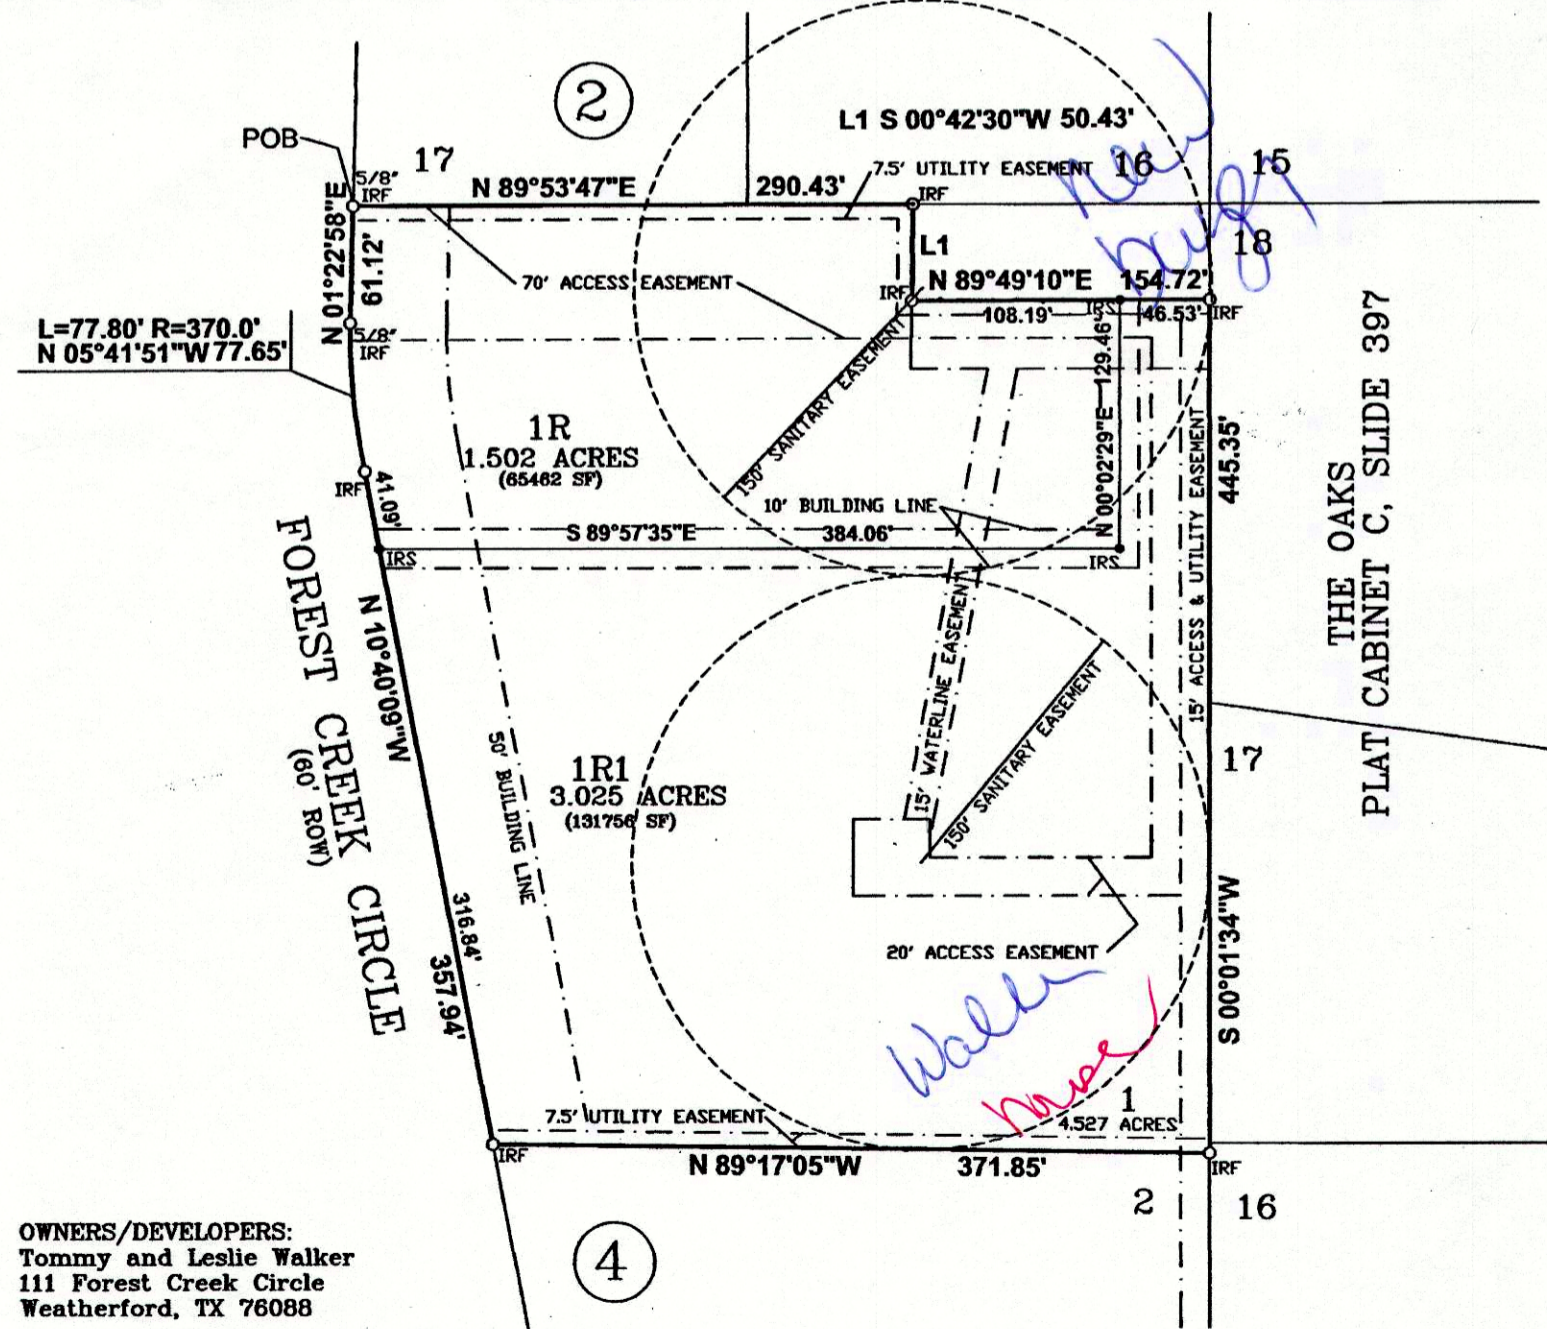 2
L1 S 00°42'30"W 50.43'
POB
17
5/8"
IRF
N 89°53'47"E
290.43'
7.5' UTILITY EASEMENT
16
15
IRF
N 01°22'58"E
61.12'
L1
18
70' ACCESS EASEMENT
IRF
N 89°49'10"E
154.72'
108.19'
IRS
46.53'
IRF
L=77.80' R=370.0'
N 05°41'51"W 77.65'
5/8"
IRF
150' SANITARY EASEMENT
N 00°02'29"E
129.46'
1R
1.502 ACRES
(65462 SF)
IRF
41.09'
10' BUILDING LINE
S 89°57'35"E
384.06'
IRS
IRS
15' ACCESS & UTILITY EASEMENT
445.35'
THE OAKS
PLAT CABINET C, SLIDE 397
FOREST CREEK CIRCLE
(60' ROW)
N 10°40'09"W
50' BUILDING LINE
15' WATERLINE EASEMENT
150' SANITARY EASEMENT
17
1R1
3.025 ACRES
(131756 SF)
316.84'
357.94'
20' ACCESS EASEMENT
S 00°01'34"W
Walker
house
1
4.527 ACRES
7.5' UTILITY EASEMENT
IRF
N 89°17'05"W
371.85'
IRF
2
16
4
OWNERS/DEVELOPERS:
Tommy and Leslie Walker
111 Forest Creek Circle
Weatherford, TX 76088